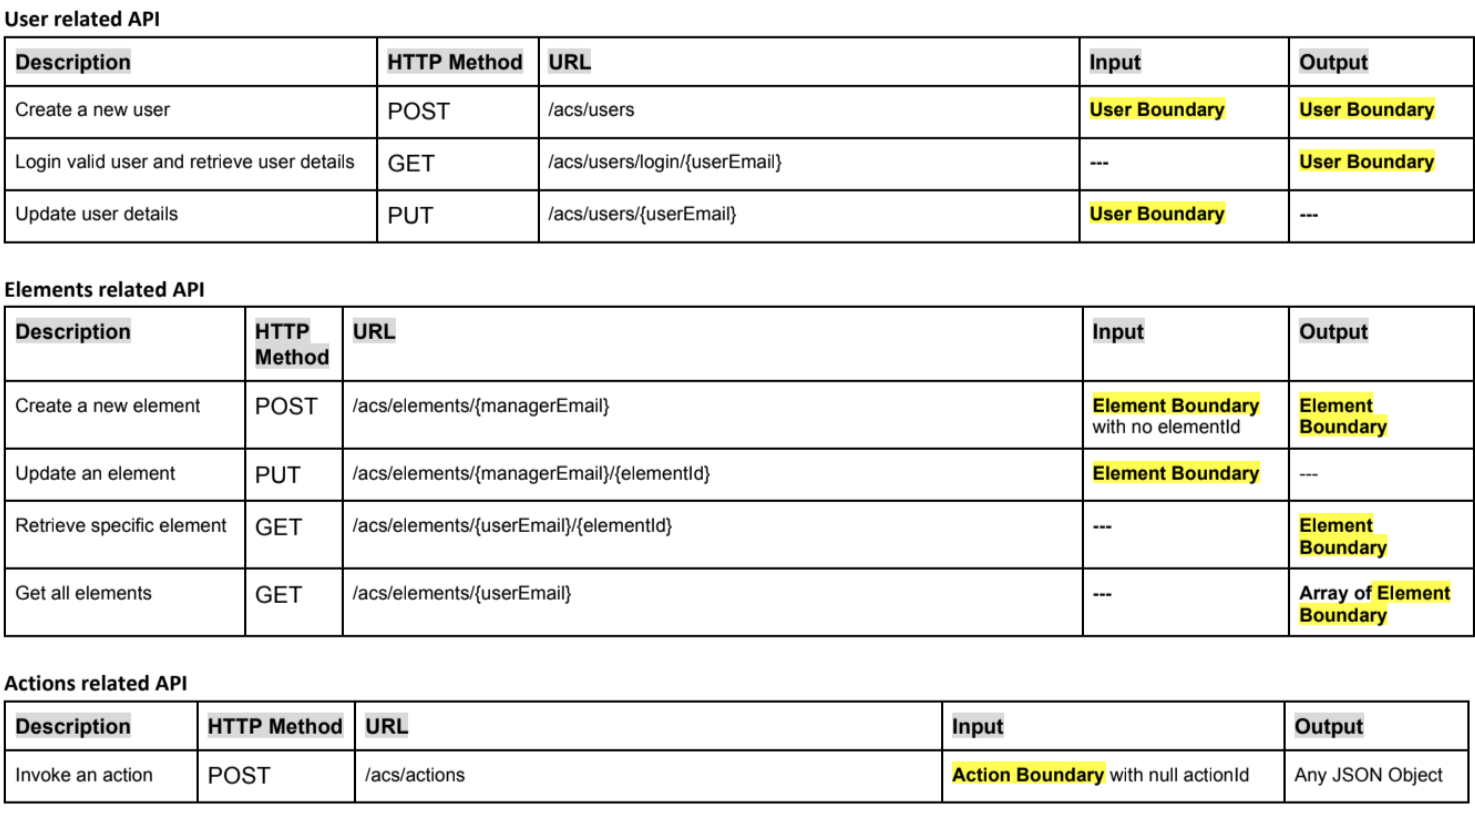 User related API
Description HTTP Method URL Input Output
Create a new user POST /acs/users User Boundary User Boundary
Login valid user and retrieve user details GET /acs/users/login/{userEmail} --- User Boundary
Update user details PUT /acs/users/{userEmail} User Boundary ---
Elements related API
Description HTTP URL Input Output
Method
Create a new element POST /acs/elements/{managerEmail} Element Boundary Element
with no elementId Boundary
Update an element PUT /acs/elements/{managerEmail}/{elementId} Element Boundary ---
Retrieve specific element GET /acs/elements/{userEmail}/{elementId} --- Element
Boundary
Get all elements GET /acs/elements/{userEmail} --- Array of Element
Boundary
Actions related API
Description HTTP Method URL Input Output
Invoke an action POST /acs/actions Action Boundary with null actionId Any JSON Object